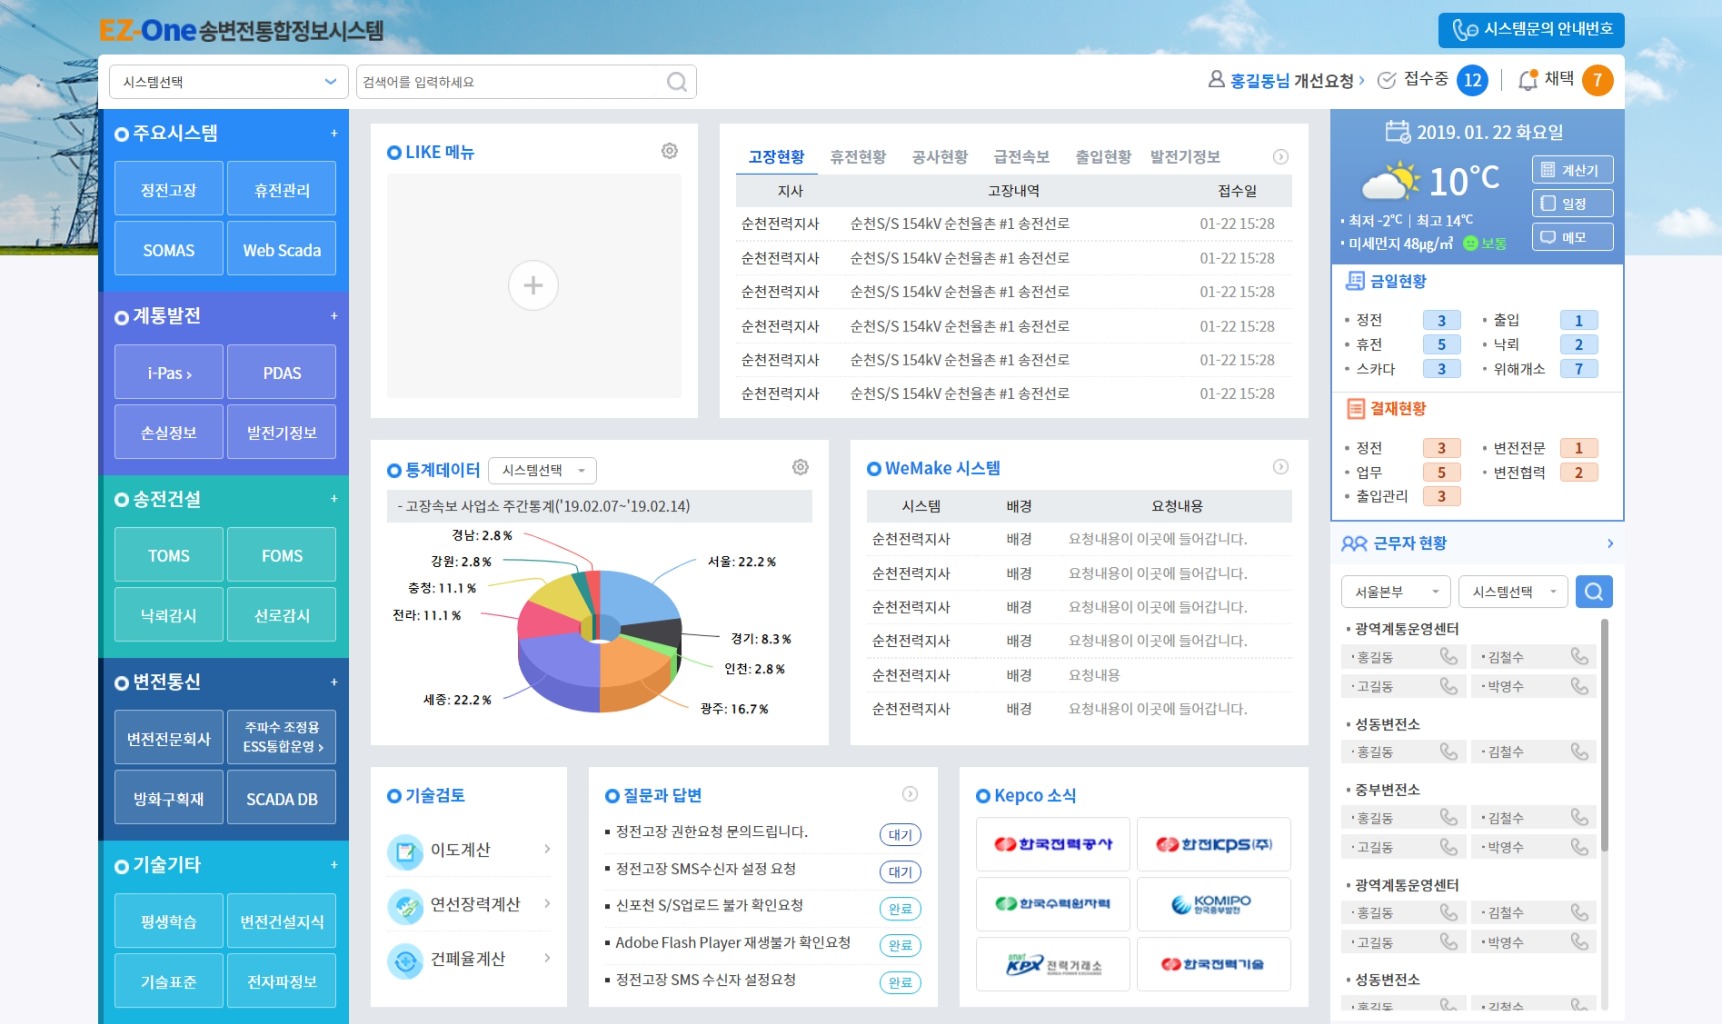 EZ-One 송변전통합정보시스템
시스템문의 안내번호
시스템선택
검색어를 입력하세요
홍길동님 개선요청 › 접수중 12 채택 7
주요시스템 +
정전고장 휴전관리
SOMAS Web Scada
계통발전 +
i-Pas › PDAS
손실정보 발전기정보
송전건설 +
TOMS FOMS
낙뢰감시 선로감시
변전통신 +
변전전문회사 주파수 조정용
ESS통합운영 ›
방화구획재 SCADA DB
기술기타 +
평생학습 변전건설지식
기술표준 전자파정보
LIKE 메뉴
고장현황 휴전현황 공사현황 급전속보 출입현황 발전기정보
지사 고장내역 접수일
순천전력지사 순천S/S 154kV 순천율촌 #1 송전선로 01-22 15:28
순천전력지사 순천S/S 154kV 순천율촌 #1 송전선로 01-22 15:28
순천전력지사 순천S/S 154kV 순천율촌 #1 송전선로 01-22 15:28
순천전력지사 순천S/S 154kV 순천율촌 #1 송전선로 01-22 15:28
순천전력지사 순천S/S 154kV 순천율촌 #1 송전선로 01-22 15:28
순천전력지사 순천S/S 154kV 순천율촌 #1 송전선로 01-22 15:28
통계데이터 시스템선택
- 고장속보 사업소 주간통계('19.02.07~'19.02.14)
경남: 2.8 %
강원: 2.8 %
충청: 11.1 %
전라: 11.1 %
세종: 22.2 %
서울: 22.2 %
경기: 8.3 %
인천: 2.8 %
광주: 16.7 %
WeMake 시스템
시스템 배경 요청내용
순천전력지사 배경 요청내용이 이곳에 들어갑니다.
순천전력지사 배경 요청내용이 이곳에 들어갑니다.
순천전력지사 배경 요청내용이 이곳에 들어갑니다.
순천전력지사 배경 요청내용이 이곳에 들어갑니다.
순천전력지사 배경 요청내용
순천전력지사 배경 요청내용이 이곳에 들어갑니다.
기술검토
이도계산
연선장력계산
건폐율계산
질문과 답변
정전고장 권한요청 문의드립니다. 대기
정전고장 SMS수신자 설정 요청 대기
신포천 S/S업로드 불가 확인요청 완료
Adobe Flash Player 재생불가 확인요청 완료
정전고장 SMS 수신자 설정요청 완료
Kepco 소식
한국전력공사 한전KPS(주)
한국수력원자력 KOMIPO
한국중부발전
smart KPX 전력거래소 한국전력기술
2019. 01. 22 화요일
10℃
최저 -2℃ | 최고 14℃
미세먼지 48㎍/㎥ 보통
계산기
일정
메모
금일현황
정전 3 출입 1
휴전 5 낙뢰 2
스카다 3 위해개소 7
결재현황
정전 3 변전전문 1
업무 5 변전협력 2
출입관리 3
근무자 현황
서울본부 시스템선택
광역계통운영센터
홍길동 김철수
고길동 박영수
성동변전소
홍길동 김철수
중부변전소
홍길동 김철수
고길동 박영수
광역계통운영센터
홍길동 김철수
고길동 박영수
성동변전소
홍길동 김철수